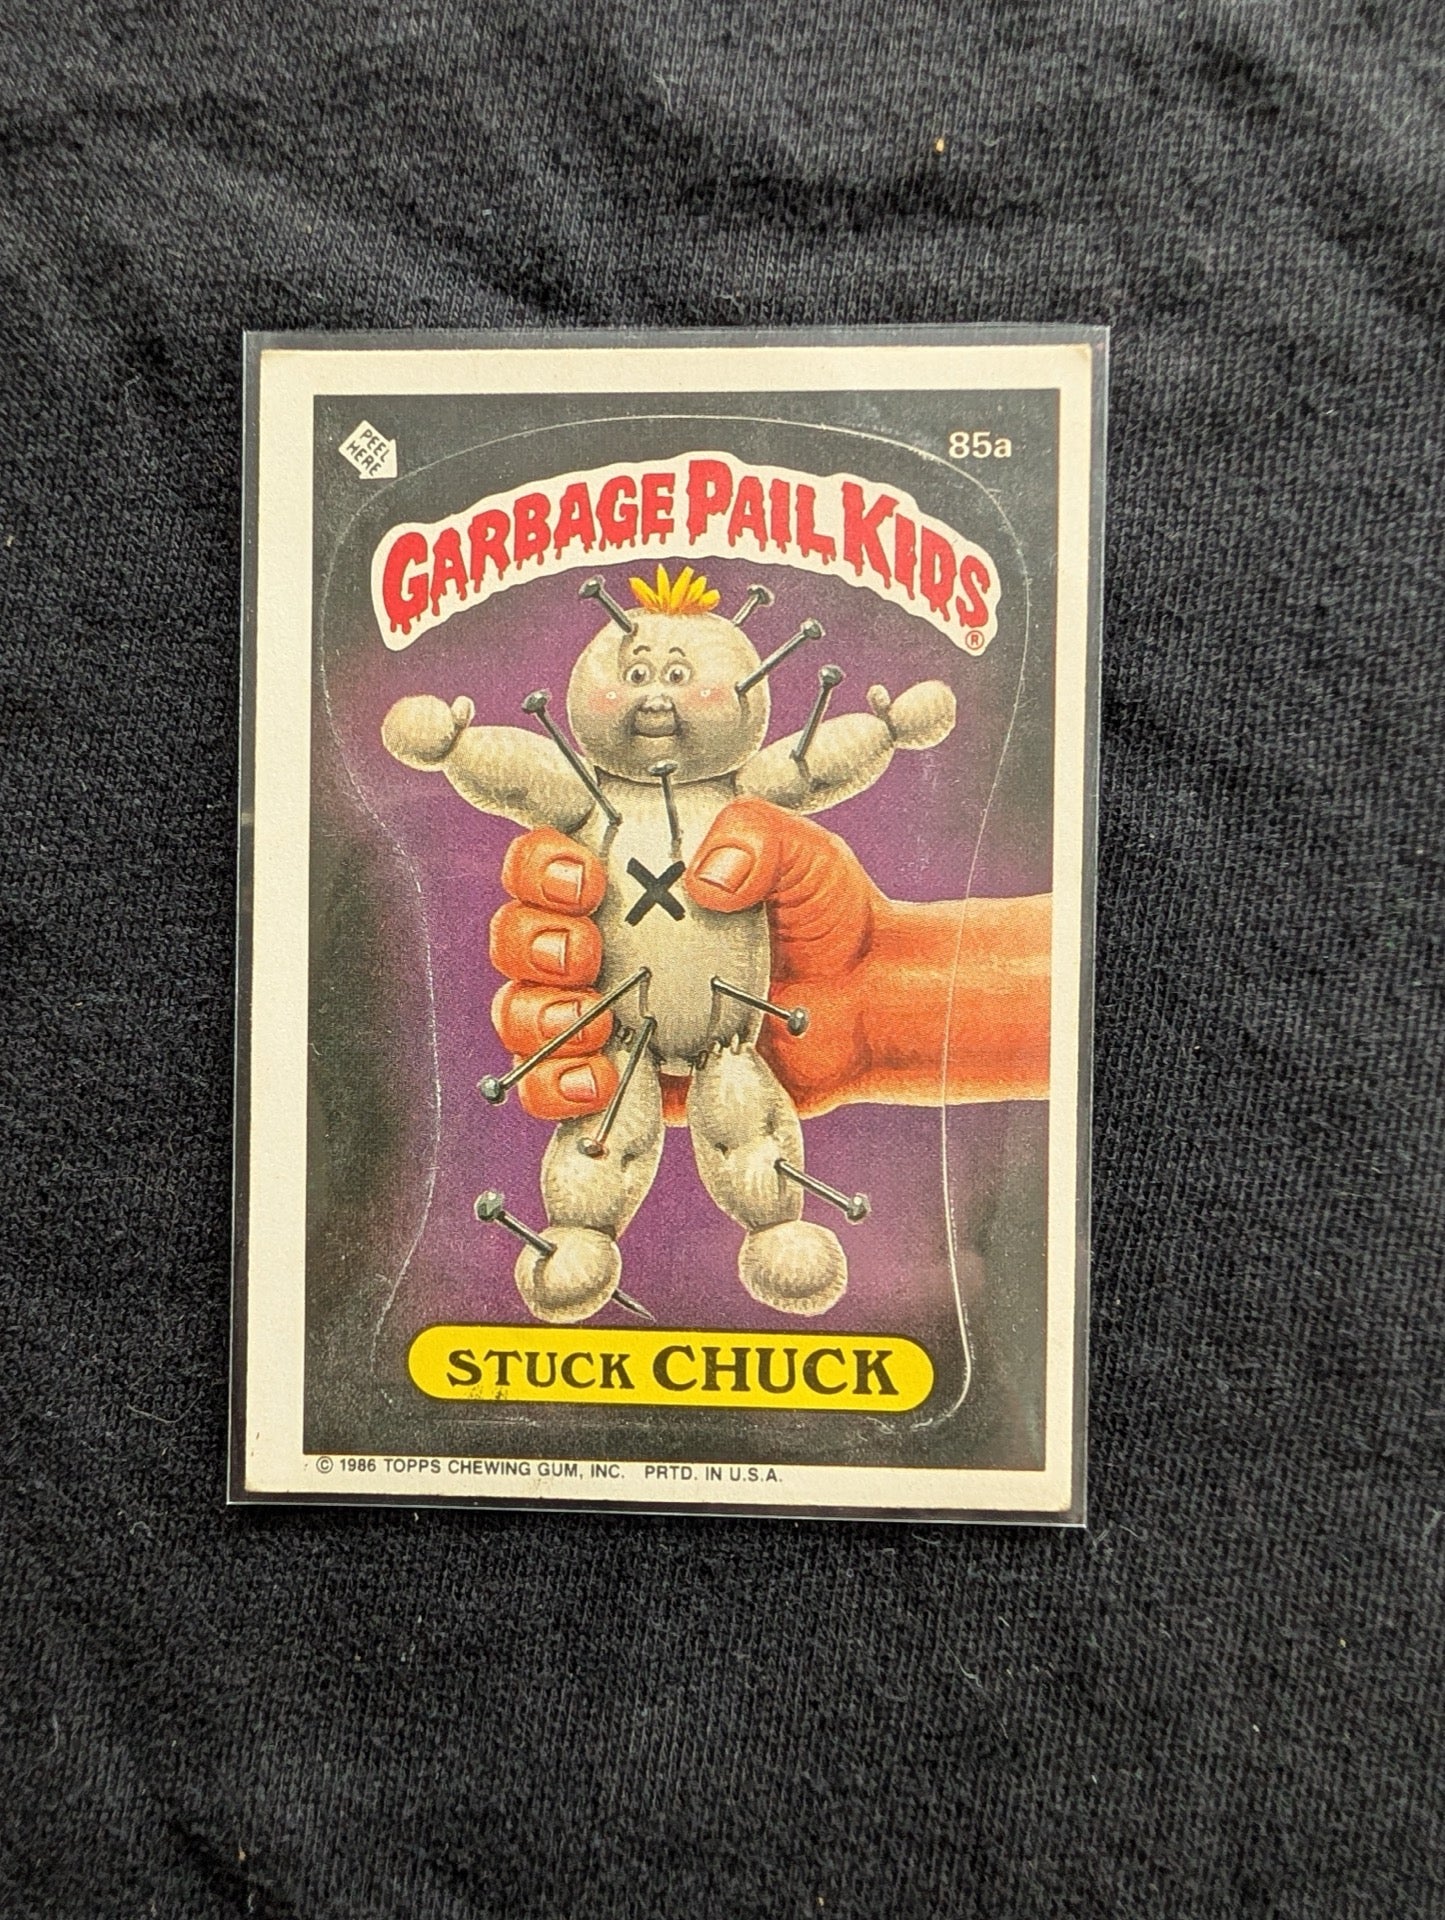 PEEL
HERE
85a
GARBAGE PAIL KIDS
®
X
STUCK CHUCK
© 1986 TOPPS CHEWING GUM, INC. PRTD. IN U.S.A.